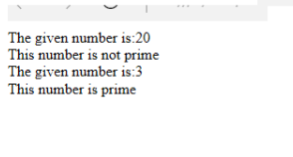 The given number is:20
This number is not prime
The given number is:3
This number is prime